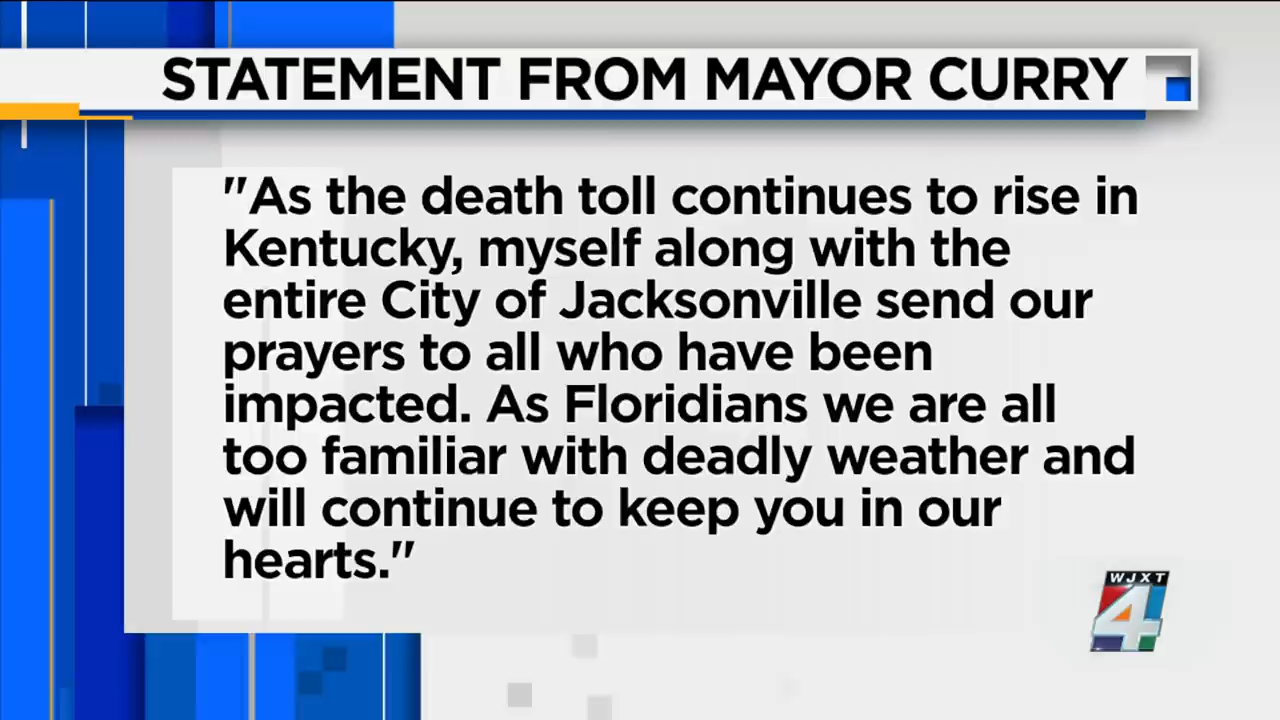 STATEMENT FROM MAYOR CURRY
"As the death toll continues to rise in
Kentucky, myself along with the
entire City of Jacksonville send our
prayers to all who have been
impacted. As Floridians we are all
too familiar with deadly weather and
will continue to keep you in our
hearts."
WJXT
4